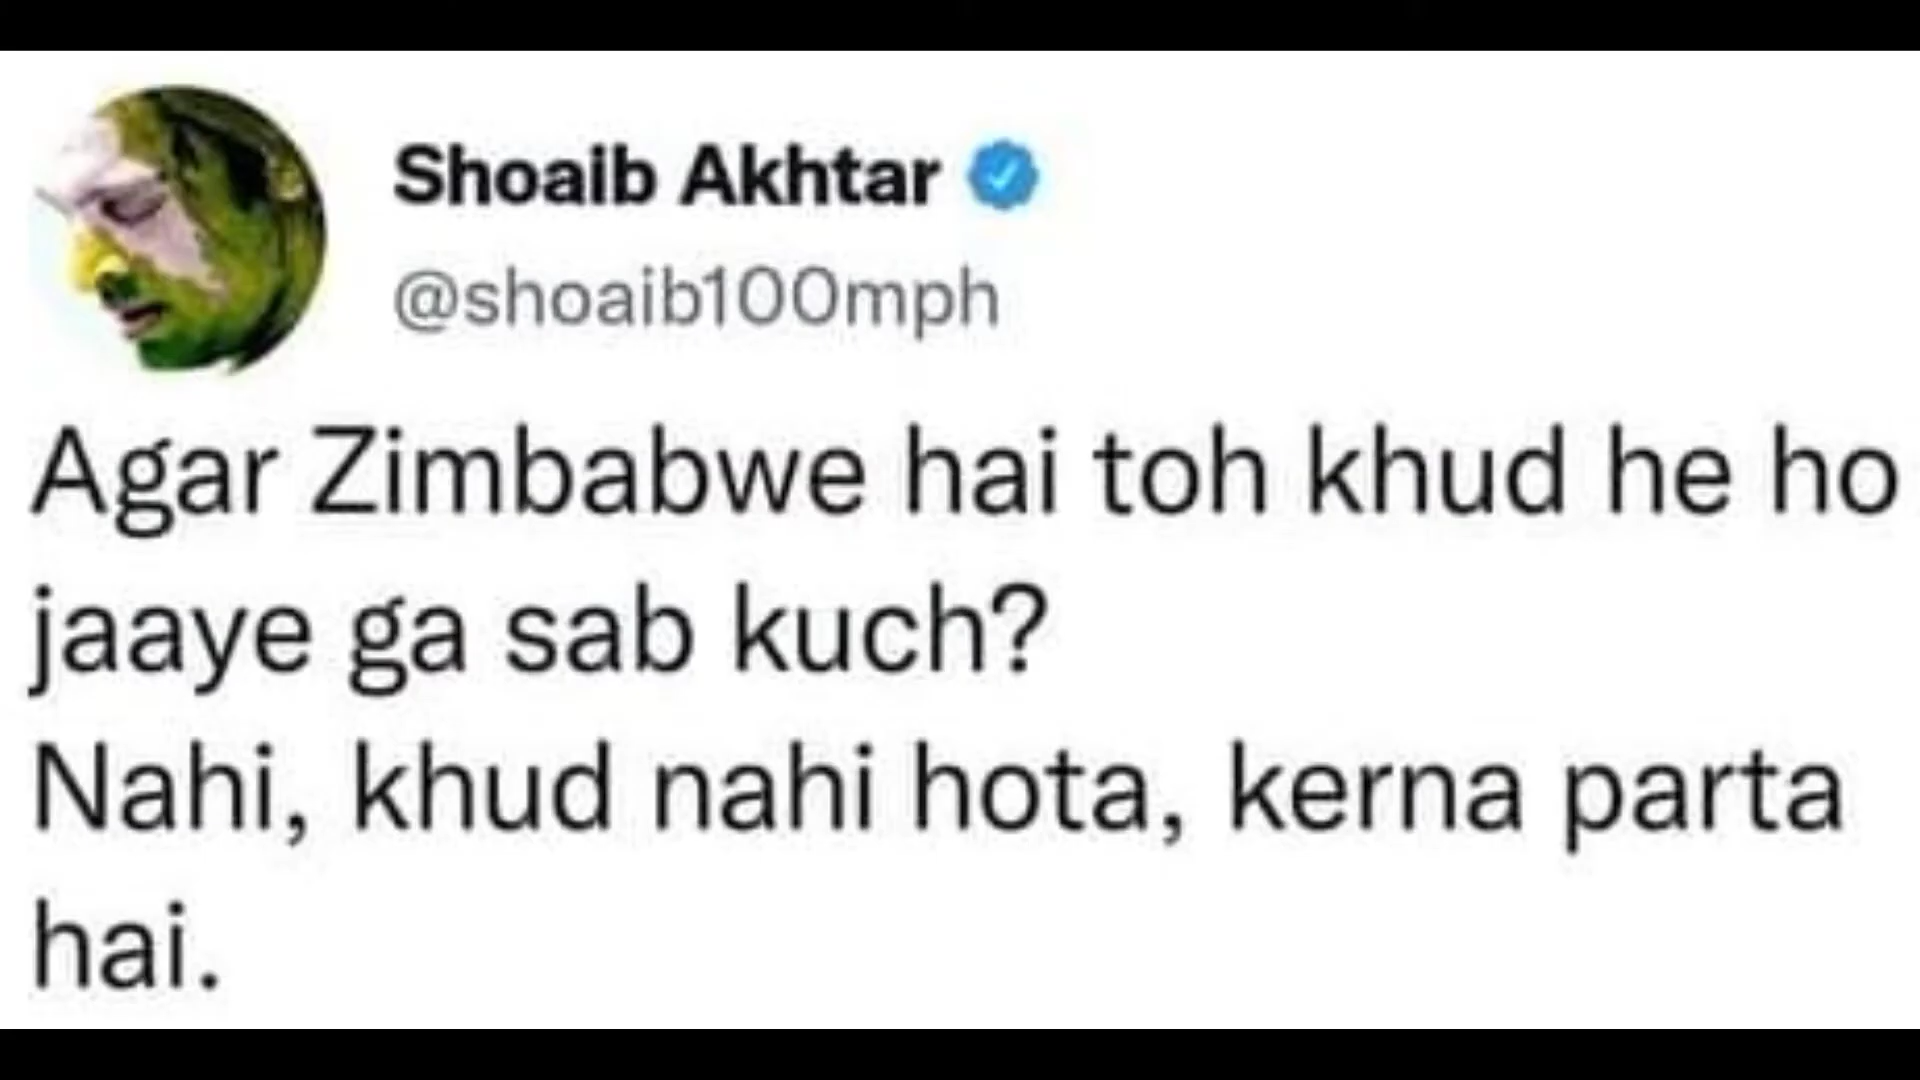 Shoaib Akhtar
@shoaib100mph
Agar Zimbabwe hai toh khud he ho
jaaye ga sab kuch?
Nahi, khud nahi hota, kerna parta
hai.